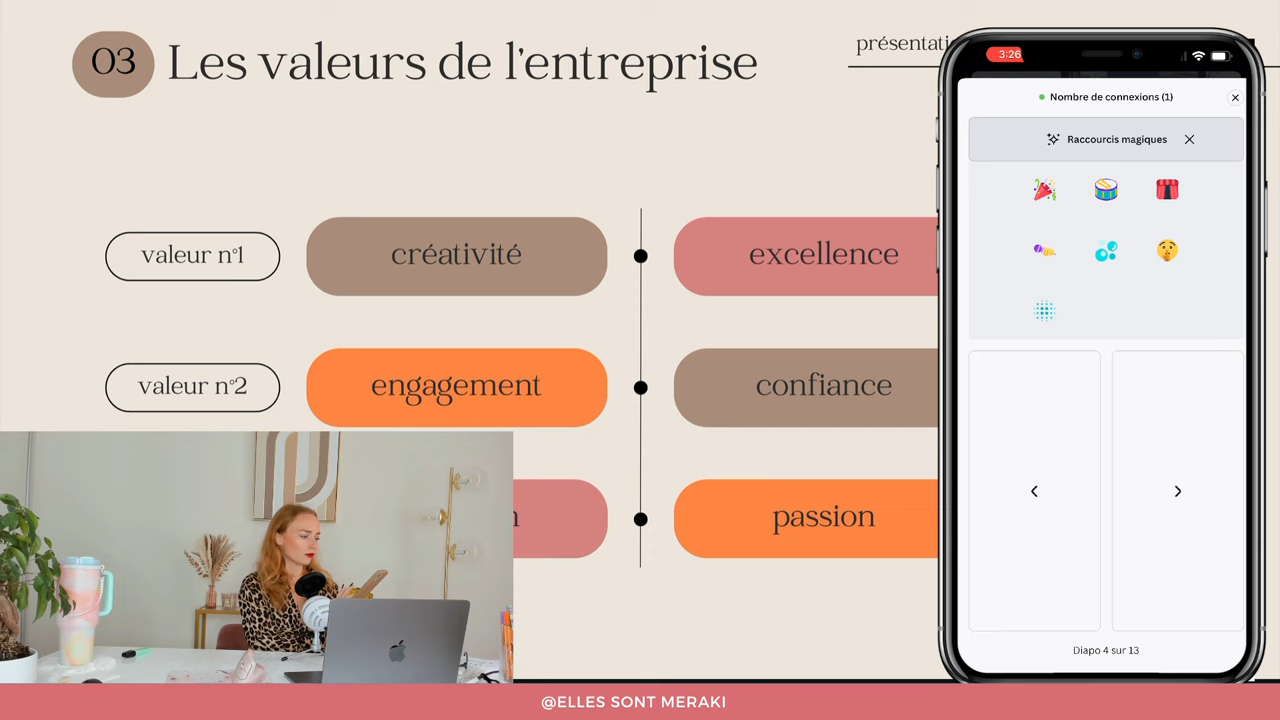 03 Les valeurs de l'entreprise
valeur n°1
créativité
excellence
valeur n°2
engagement
confiance
passion
3:26
Nombre de connexions (1)
Raccourcis magiques
Diapo 4 sur 13
@ELLES SONT MERAKI